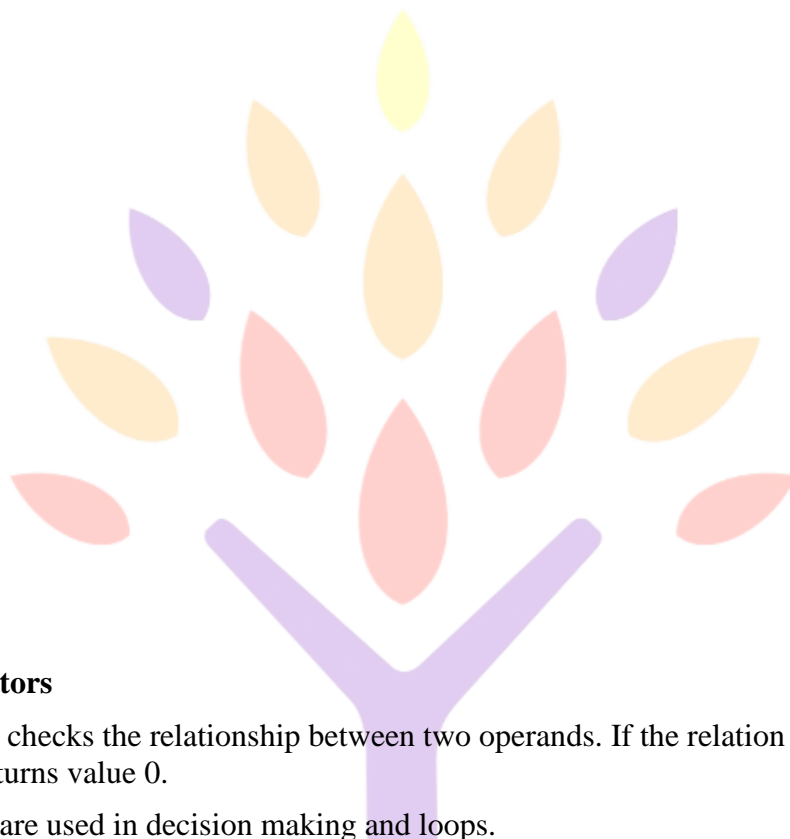 tors
checks the relationship between two operands. If the relation
turns value 0.
are used in decision making and loops.